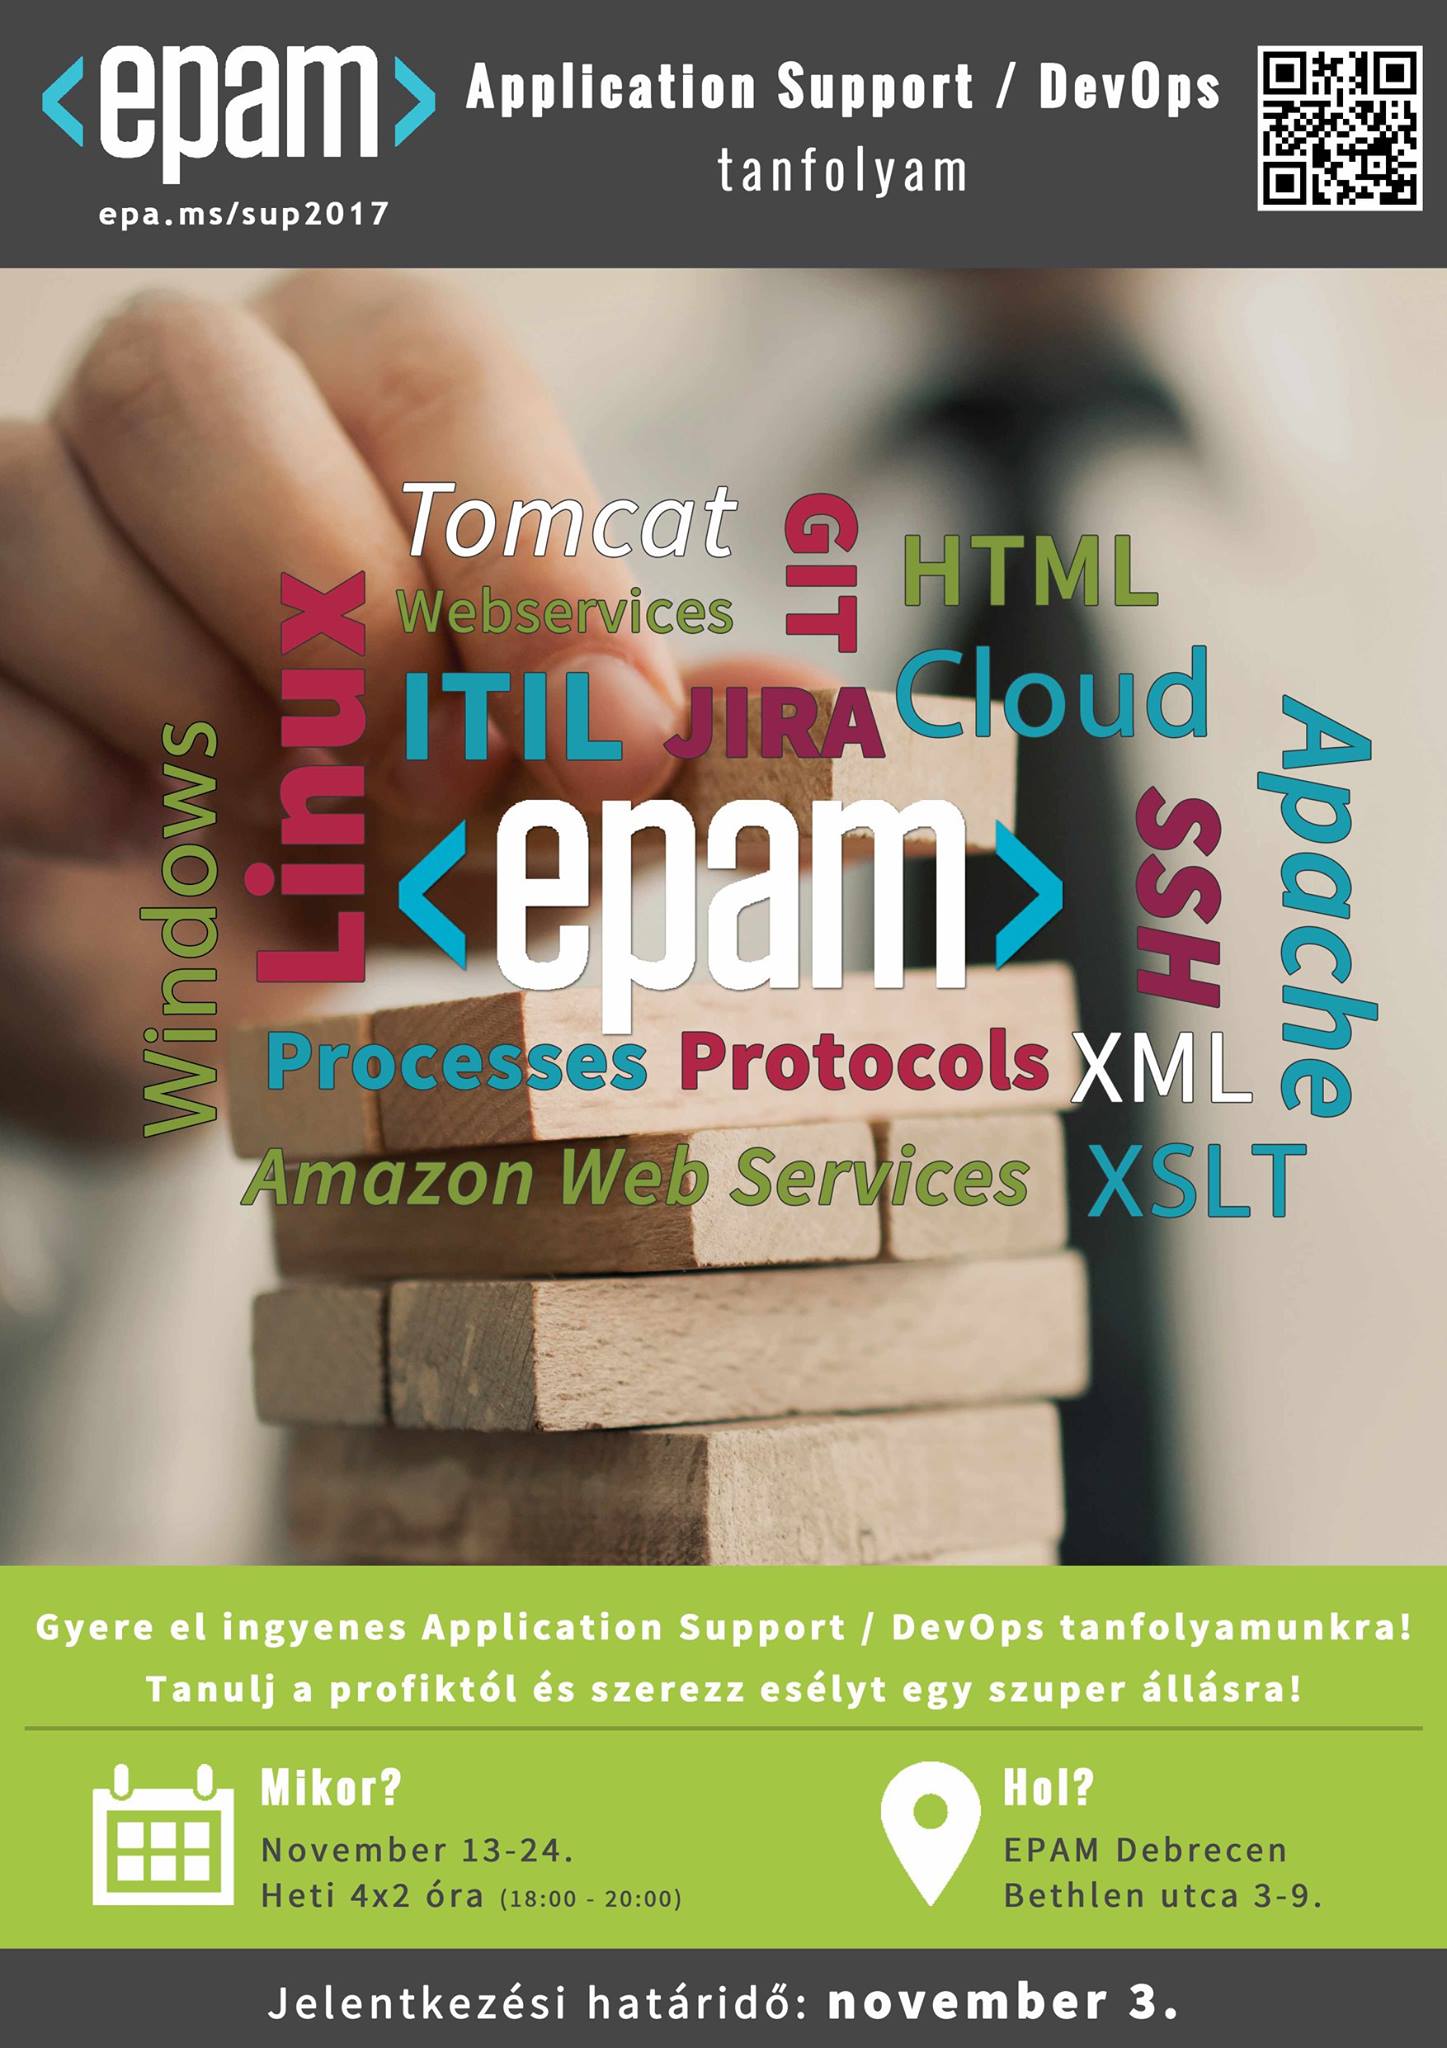 <epam>
Application Support / DevOps
tanfolyam
epa.ms/sup2017
Tomcat
GIT
HTML
Webservices
Linux
ITIL
JIRA
Cloud
Windows
Apache
SSH
<epam>
Processes
Protocols
XML
Amazon Web Services
XSLT
Gyere el ingyenes Application Support / DevOps tanfolyamunkra!
Tanulj a profiktól és szerezz esélyt egy szuper állásra!
Mikor?
November 13-24.
Heti 4x2 óra (18:00 - 20:00)
Hol?
EPAM Debrecen
Bethlen utca 3-9.
Jelentkezési határidő: november 3.